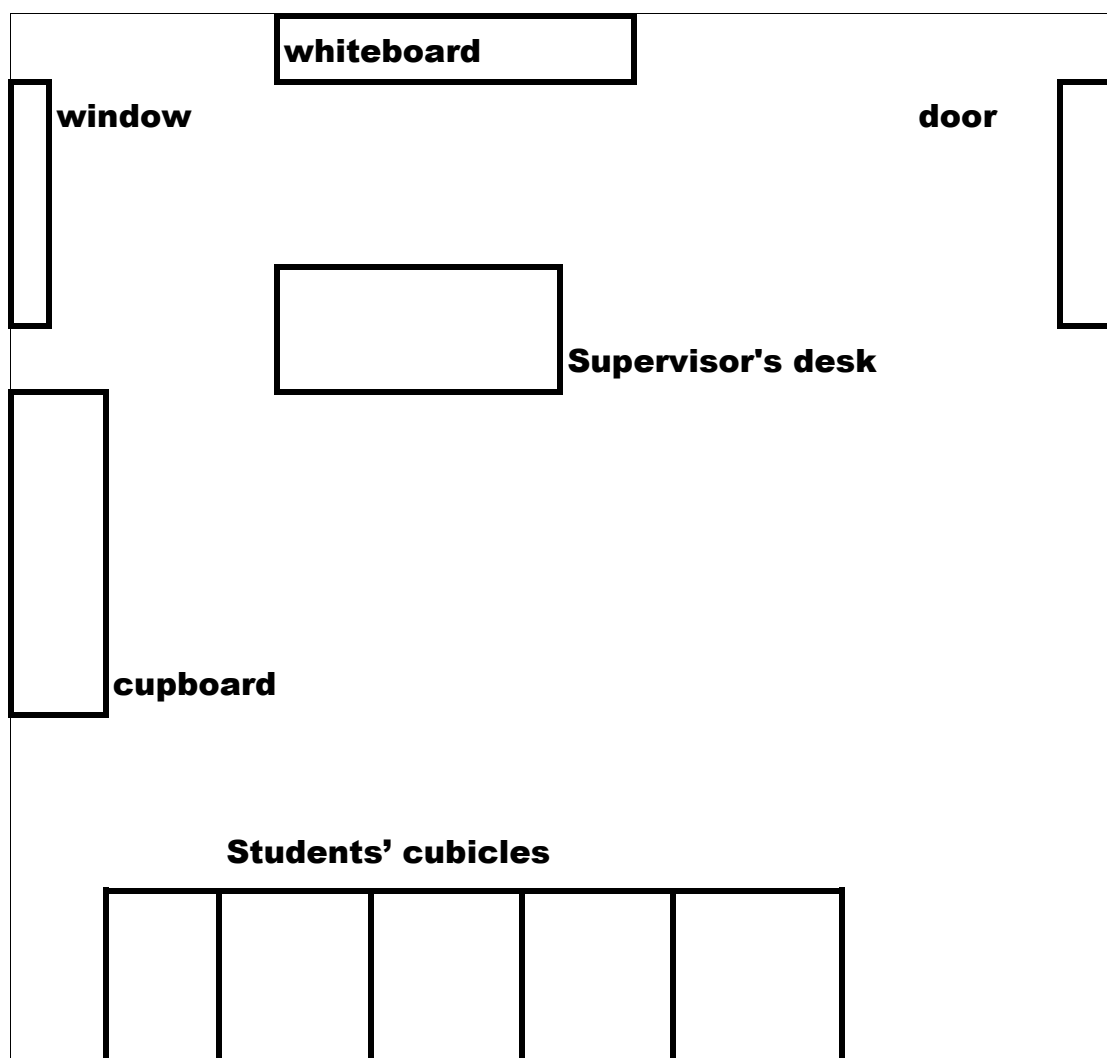 whiteboard
window
door
Supervisor's desk
cupboard
Students’ cubicles